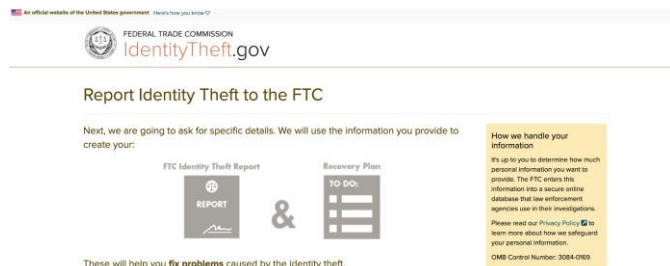 An official website of the United States government Here's how you know
FEDERAL TRADE COMMISSION
IdentityTheft.gov
Report Identity Theft to the FTC
Next, we are going to ask for specific details. We will use the information you provide to
create your:
FTC Identity Theft Report
Recovery Plan
REPORT
&
TO DO:
These will help you fix problems caused by the identity theft.
How we handle your
information
It's up to you to determine how much
personal information you want to
provide. The FTC enters this
information into a secure online
database that law enforcement
agencies use in their investigations.
Please read our Privacy Policy to
learn more about how we safeguard
your personal information.
OMB Control Number: 3084-0169